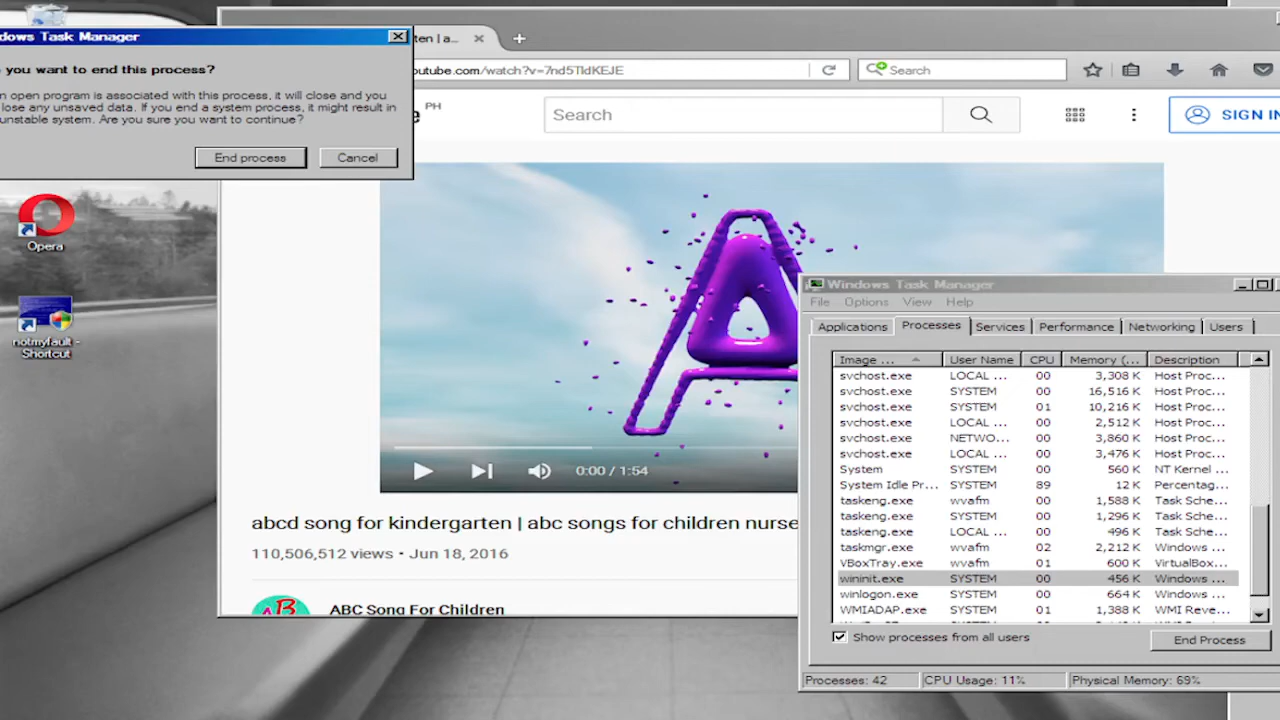 dows Task Manager
you want to end this process?
n open program is associated with this process, it will close and you
lose any unsaved data. If you end a system process, it might result in
unstable system. Are you sure you want to continue?
End process
Cancel
Opera
notmyfault -
Shortcut
ten | a...
outube.com/watch?v=7nd5TldKEJE
Search
e PH
Search
SIGN IN
A
0:00 / 1:54
abcd song for kindergarten | abc songs for children nurse
110,506,512 views • Jun 18, 2016
AB
ABC Song For Children
Windows Task Manager
File Options View Help
Applications Processes Services Performance Networking Users
Image ... User Name CPU Memory (... Description
svchost.exe LOCAL ... 00 3,308 K Host Proc...
svchost.exe SYSTEM 00 16,516 K Host Proc...
svchost.exe SYSTEM 01 10,216 K Host Proc...
svchost.exe LOCAL ... 00 2,512 K Host Proc...
svchost.exe NETWO... 00 3,860 K Host Proc...
svchost.exe LOCAL ... 00 3,476 K Host Proc...
System SYSTEM 00 560 K NT Kernel ...
System Idle Pr... SYSTEM 89 12 K Percentag...
taskeng.exe wvafm 00 1,588 K Task Sche...
taskeng.exe SYSTEM 00 1,296 K Task Sche...
taskeng.exe LOCAL ... 00 496 K Task Sche...
taskmgr.exe wvafm 02 2,212 K Windows ...
VBoxTray.exe wvafm 01 600 K VirtualBox...
wininit.exe SYSTEM 00 456 K Windows ...
winlogon.exe SYSTEM 00 664 K Windows ...
WMIADAP.exe SYSTEM 01 1,388 K WMI Reve...
Show processes from all users
End Process
Processes: 42 CPU Usage: 11% Physical Memory: 69%